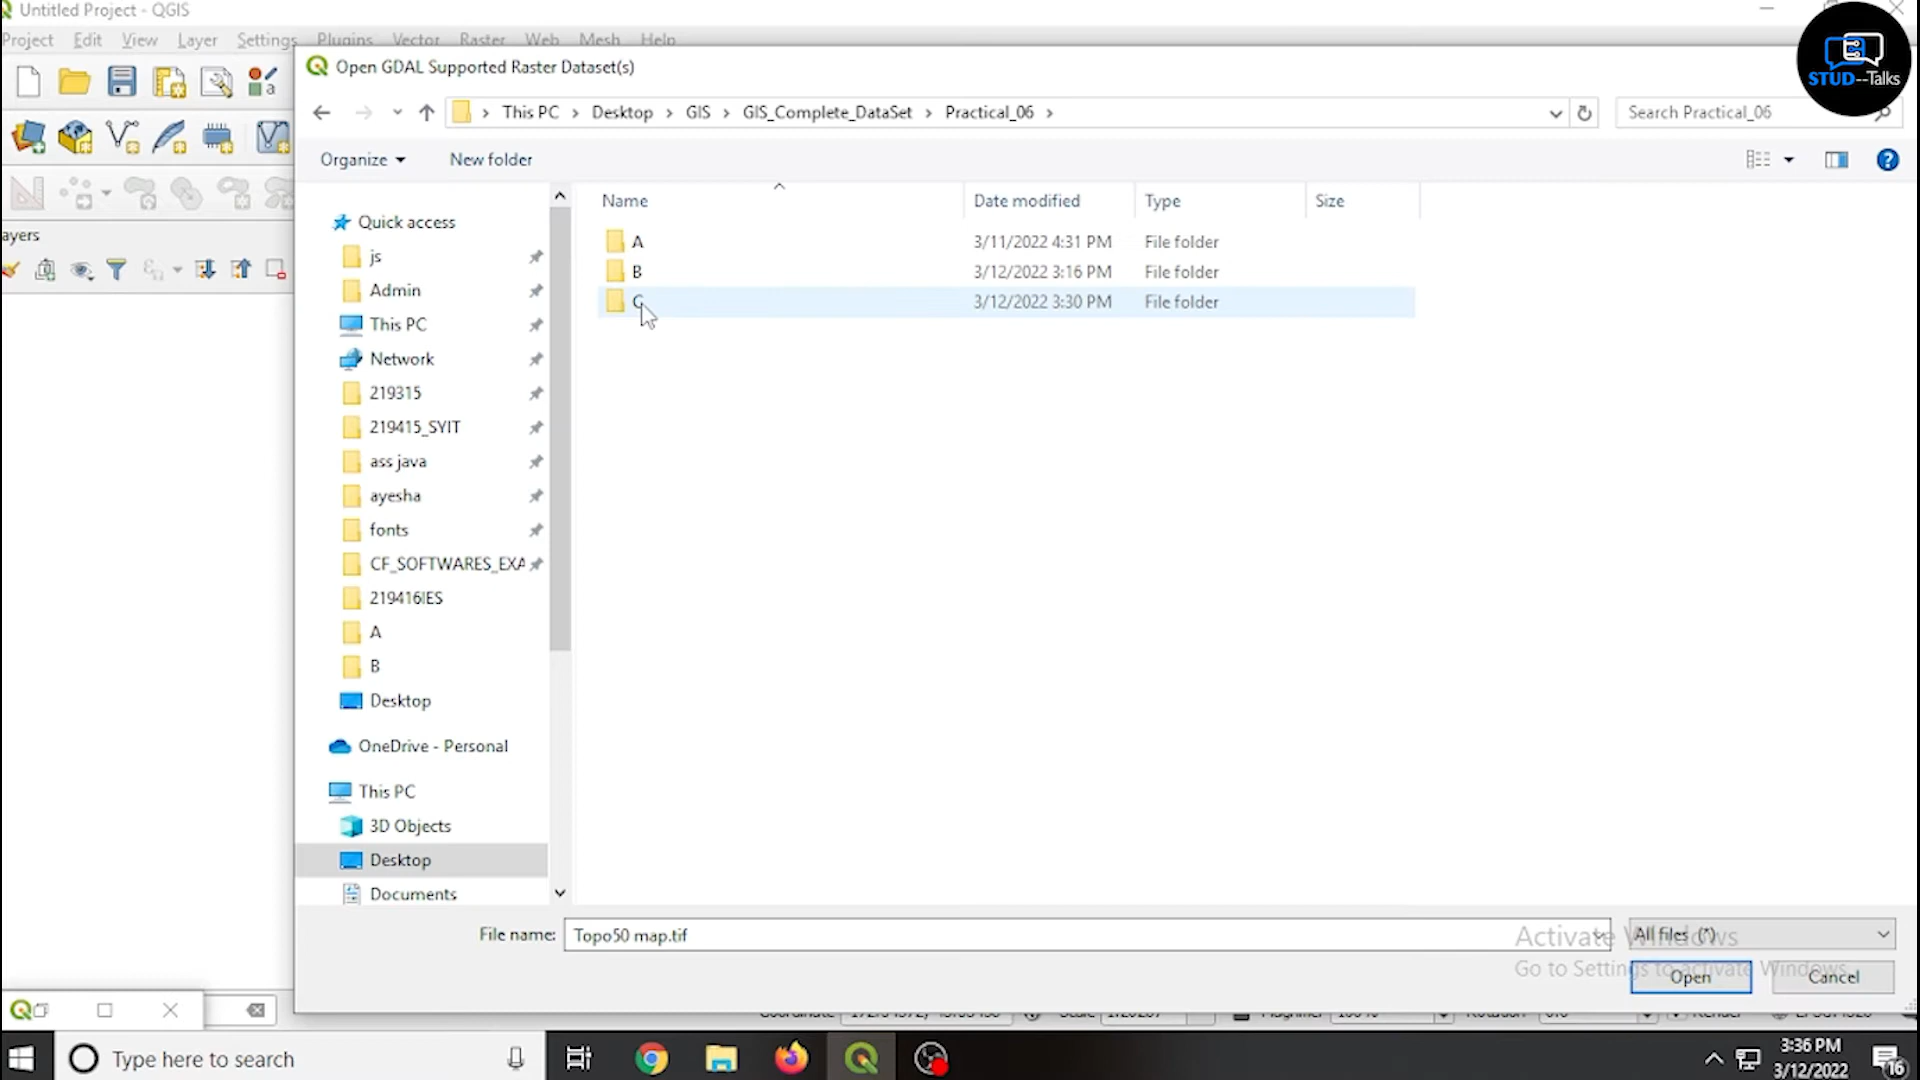 Untitled Project - QGIS
Project Edit View Layer Settings Plugins Vector Raster Web Mesh Help
STUD--Talks
Open GDAL Supported Raster Dataset(s)
This PC > Desktop > GIS > GIS_Complete_DataSet > Practical_06 >
Search Practical_06
Organize New folder
Name Date modified Type Size
A 3/11/2022 4:31 PM File folder
B 3/12/2022 3:16 PM File folder
C 3/12/2022 3:30 PM File folder
ayers
Quick access
js
Admin
This PC
Network
219315
219415_SYIT
ass java
ayesha
fonts
CF_SOFTWARES_EXA
219416IES
A
B
Desktop
OneDrive - Personal
This PC
3D Objects
Desktop
Documents
File name: Topo50 map.tif
All files (*)
Activate Windows
Go to Settings to activate Windows.
Open Cancel
Type here to search
3:36 PM
3/12/2022
16